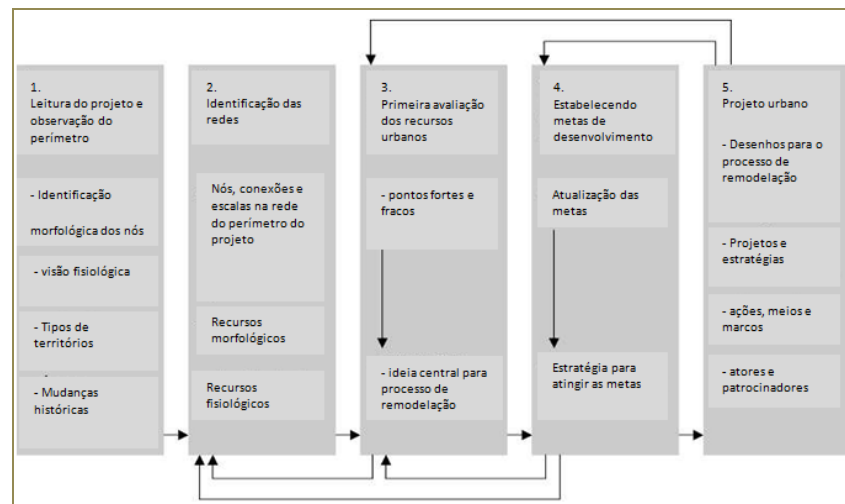 1.
Leitura do projeto e
observação do
perímetro
- Identificação
morfológica dos nós
- visão fisiológica
- Tipos de
territórios
- Mudanças
históricas
2.
Identificação das
redes
Nós, conexões e
escalas na rede
do perímetro do
projeto
Recursos
morfológicos
Recursos
fisiológicos
3.
Primeira avaliação
dos recursos
urbanos
- pontos fortes e
fracos
- ideia central para
processo de
remodelação
4.
Estabelecendo
metas de
desenvolvimento
Atualização das
metas
Estratégia para
atingir as metas
5.
Projeto urbano
- Desenhos para o
processo de
remodelação
- Projetos e
estratégias
- ações, meios e
marcos
- atores e
patrocinadores